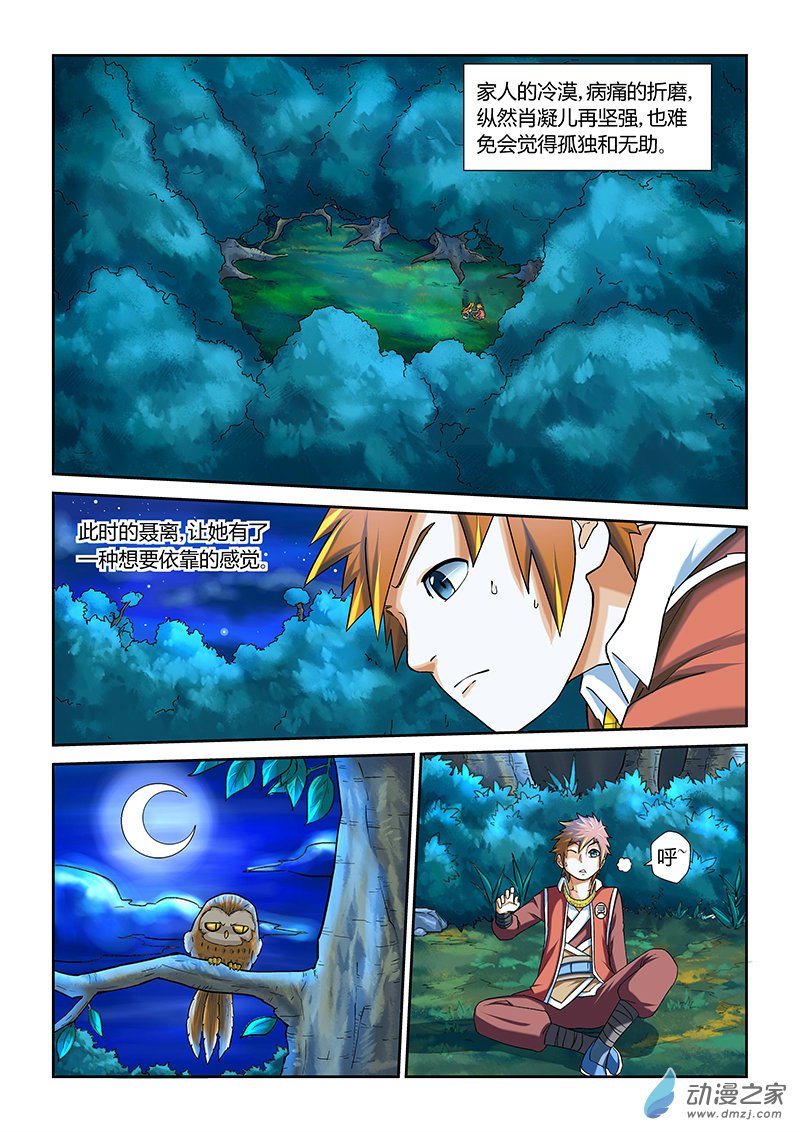 家人的冷漠,病痛的折磨,
纵然肖凝儿再坚强,也难
免会觉得孤独和无助。
此时的聂离,让她有了
一种想要依靠的感觉。
呼~
动漫之家
www.dmzj.com